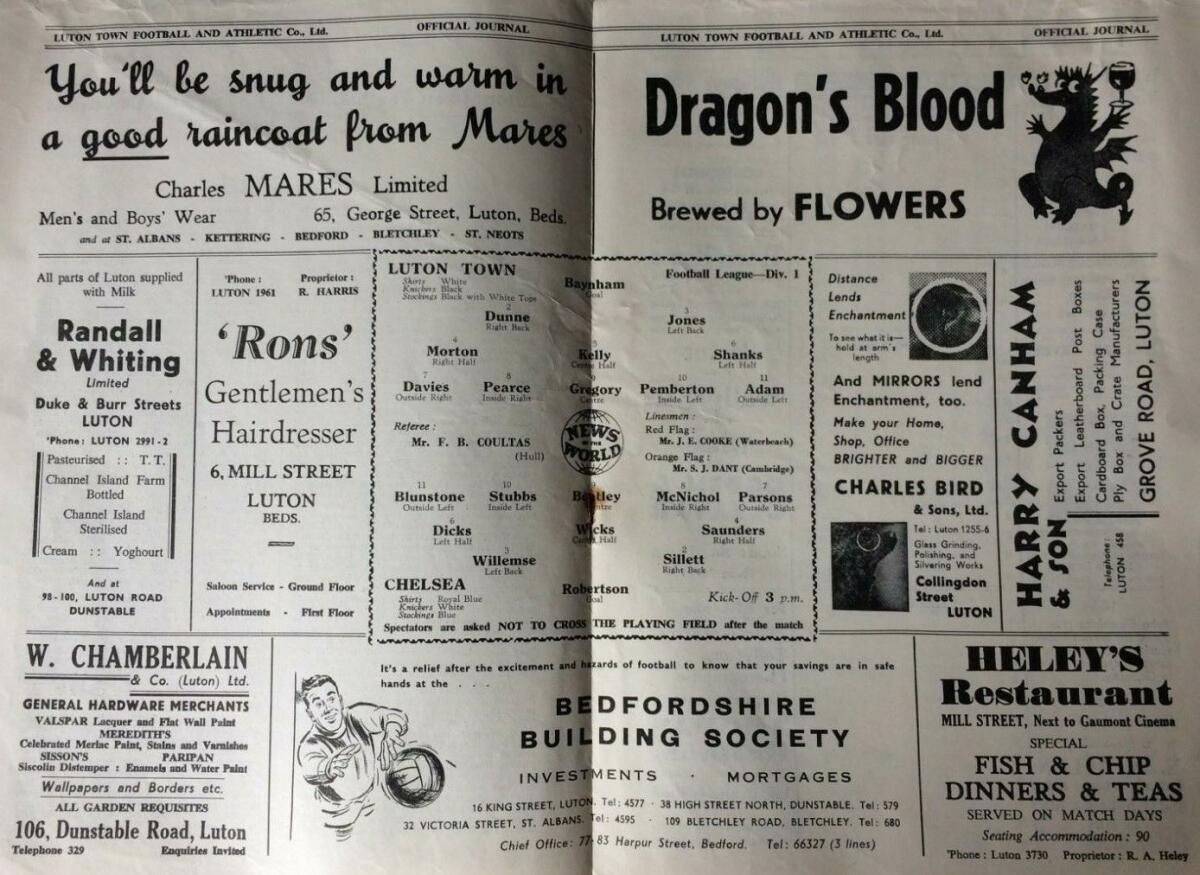 LUTON TOWN FOOTBALL AND ATHLETIC Co., Ltd. OFFICIAL JOURNAL
You'll be snug and warm in
a good raincoat from Mares
Charles MARES Limited
Men's and Boys' Wear 65, George Street, Luton, Beds.
and at ST. ALBANS - KETTERING - BEDFORD - BLETCHLEY - ST. NEOTS
LUTON TOWN FOOTBALL AND ATHLETIC Co., Ltd. OFFICIAL JOURNAL
Dragon's Blood
Brewed by FLOWERS
All parts of Luton supplied
with Milk
Randall
& Whiting
Limited
Duke & Burr Streets
LUTON
'Phone: LUTON 2991-2
Pasteurised :: T. T.
Channel Island Farm
Bottled
Channel Island
Sterilised
Cream :: Yoghourt
And at
98-100, LUTON ROAD
DUNSTABLE
'Phone: Proprietor:
LUTON 1961 R. HARRIS
'Rons'
Gentlemen's
Hairdresser
6, MILL STREET
LUTON
BEDS.
Saloon Service - Ground Floor
Appointments - First Floor
LUTON TOWN Football League—Div. 1
Shirts White
Knickers Black
Stockings Black with White Tops
Baynham
Goal
2 3
Dunne Jones
Right Back Left Back
4 5 6
Morton Kelly Shanks
Right Half Centre Half Left Half
7 8 9 10 11
Davies Pearce Gregory Pemberton Adam
Outside Right Inside Right Centre Inside Left Outside Left
Referee:
Mr. F. B. COULTAS
(Hull)
NEWS
OF THE
WORLD
Linesmen:
Red Flag:
Mr. J. E. COOKE (Waterbeach)
Orange Flag:
Mr. S. J. DANT (Cambridge)
11 10 9 8 7
Blunstone Stubbs Bentley McNichol Parsons
Outside Left Inside Left Centre Inside Right Outside Right
6 5 4
Dicks Wicks Saunders
Left Half Centre Half Right Half
3 2
Willemse Sillett
Left Back Right Back
CHELSEA Robertson
Goal
Shirts Royal Blue
Knickers White
Stockings Blue
Kick-Off 3 p.m.
Spectators are asked NOT TO CROSS THE PLAYING FIELD after the match
Distance
Lends
Enchantment
To see what it is—
hold at arm's
length
And MIRRORS lend
Enchantment, too.
Make your Home,
Shop, Office
BRIGHTER and BIGGER
CHARLES BIRD
& Sons, Ltd.
Tel: Luton 1255-6
Glass Grinding,
Polishing, and
Silvering Works
Collingdon
Street
LUTON
HARRY CANHAM
& SON
Export Packers
Export Leatherboard Post Boxes
Cardboard Box, Packing Case
Ply Box and Crate Manufacturers
GROVE ROAD, LUTON
Telephone:
LUTON 458
W. CHAMBERLAIN
& Co. (Luton) Ltd.
GENERAL HARDWARE MERCHANTS
VALSPAR Lacquer and Flat Wall Paint
MEREDITH'S
Celebrated Merlac Paint, Stains and Varnishes
SISSON'S PARIPAN
Siscolin Distemper: Enamels and Water Paint
Wallpapers and Borders etc.
ALL GARDEN REQUISITES
106, Dunstable Road, Luton
Telephone 329 Enquiries Invited
It's a relief after the excitement and hazards of football to know that your savings are in safe
hands at the . . .
BEDFORDSHIRE
BUILDING SOCIETY
INVESTMENTS · MORTGAGES
16 KING STREET, LUTON. Tel: 4577 · 38 HIGH STREET NORTH, DUNSTABLE. Tel: 579
32 VICTORIA STREET, ST. ALBANS. Tel: 4595 · 109 BLETCHLEY ROAD, BLETCHLEY. Tel: 680
Chief Office: 77-83 Harpur Street, Bedford. Tel: 66327 (3 lines)
HELEY'S
Restaurant
MILL STREET, Next to Gaumont Cinema
SPECIAL
FISH & CHIP
DINNERS & TEAS
SERVED ON MATCH DAYS
Seating Accommodation: 90
'Phone: Luton 3730 Proprietor: R. A. Heley